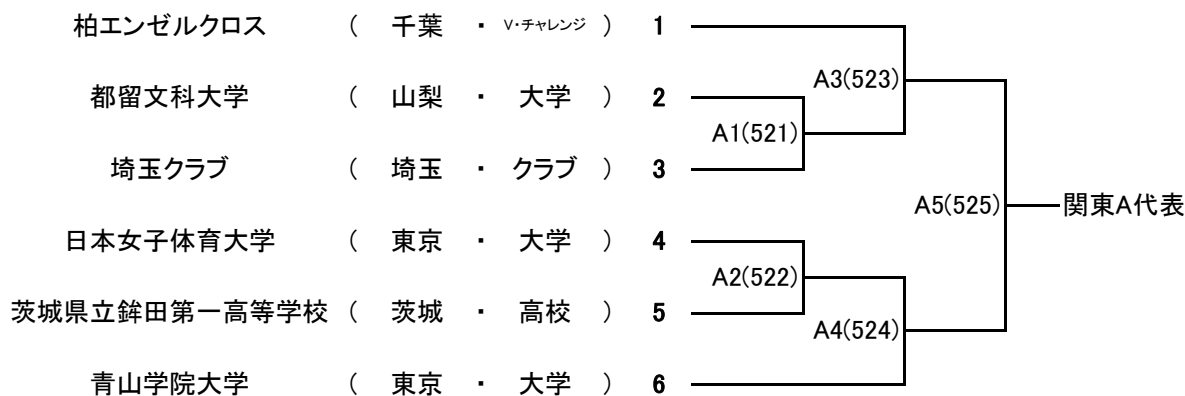 柏エンゼルクロス ( 千葉 ・ V・チャレンジ ) 1
A3(523)
都留文科大学 ( 山梨 ・ 大学 ) 2
A1(521)
埼玉クラブ ( 埼玉 ・ クラブ ) 3
A5(525) 関東A代表
日本女子体育大学 ( 東京 ・ 大学 ) 4
A2(522)
茨城県立鉾田第一高等学校 ( 茨城 ・ 高校 ) 5
A4(524)
青山学院大学 ( 東京 ・ 大学 ) 6